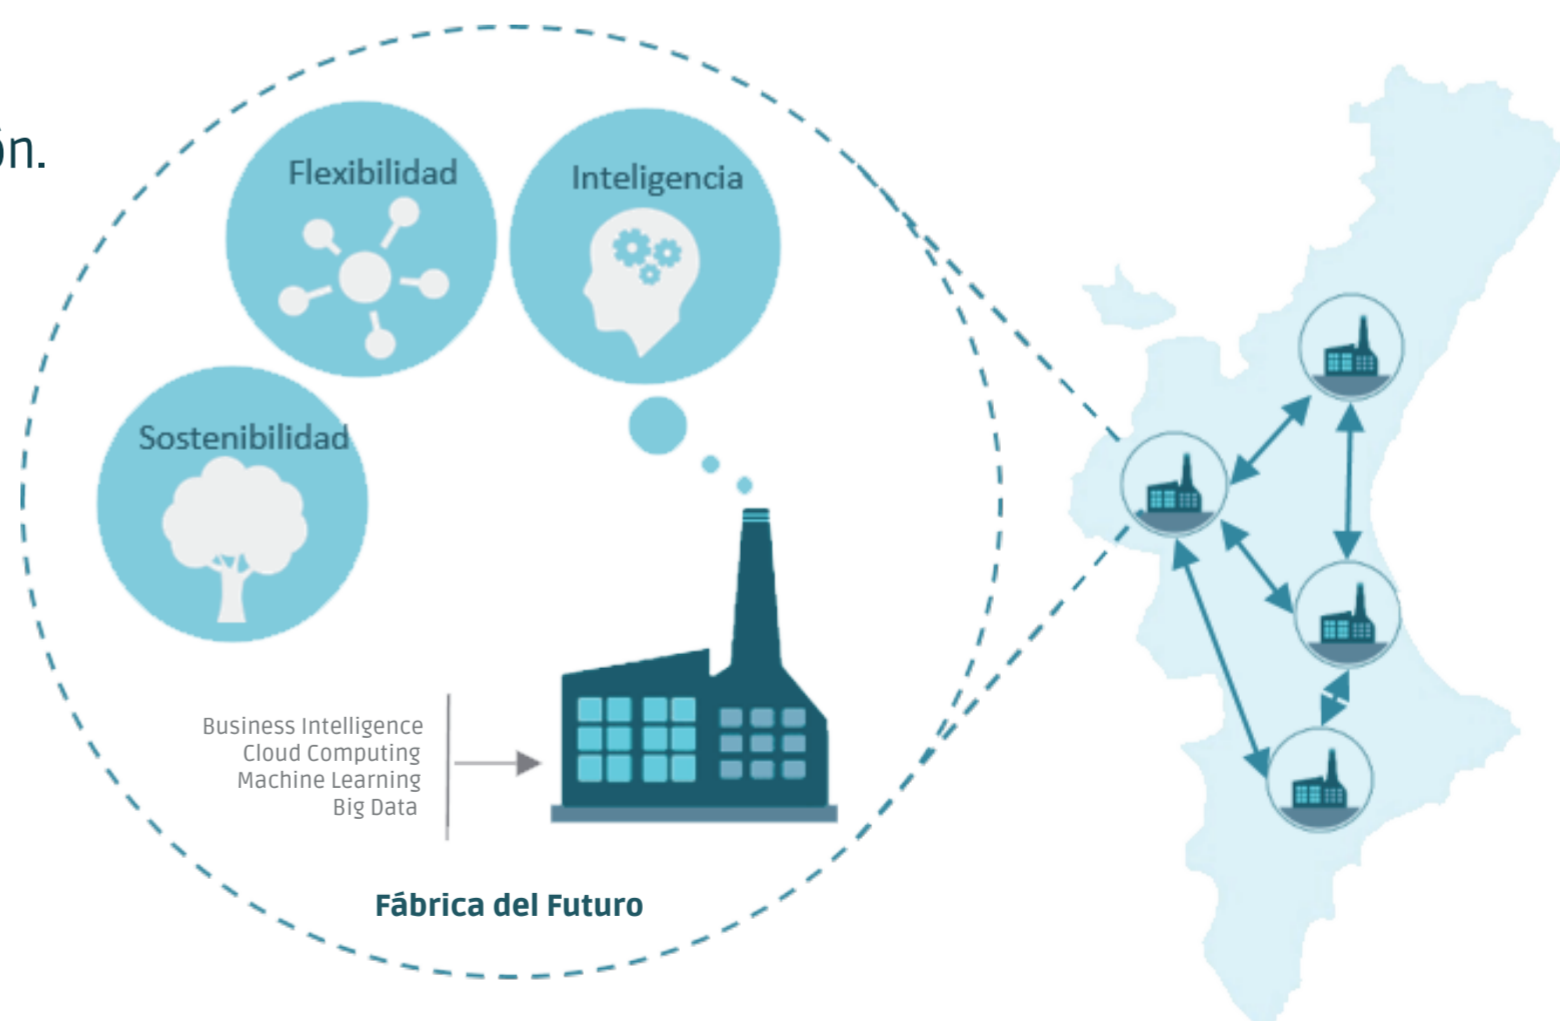 ón.
Flexibilidad
Inteligencia
Sostenibilidad
Business Intelligence
Cloud Computing
Machine Learning
Big Data
Fábrica del Futuro